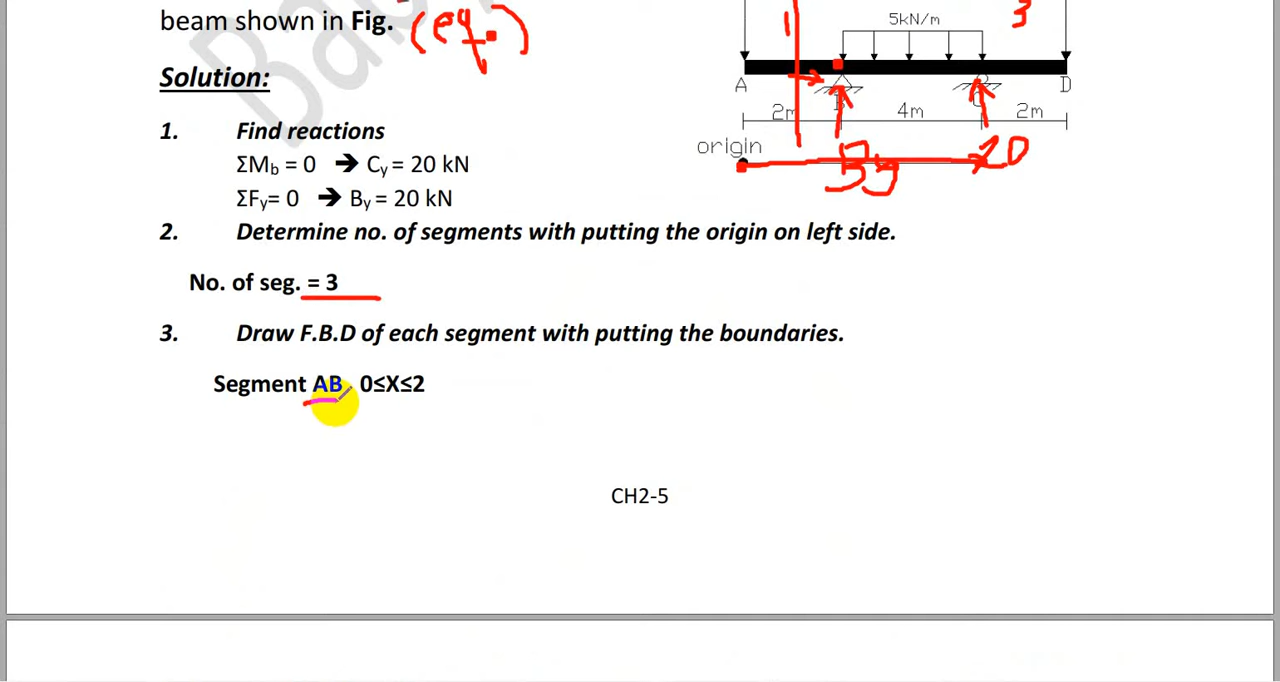 beam shown in Fig.
(eq.)
Solution:
1. Find reactions
ΣMb = 0 ➔ Cy = 20 kN
ΣFy= 0 ➔ By = 20 kN
2. Determine no. of segments with putting the origin on left side.
No. of seg. = 3
3. Draw F.B.D of each segment with putting the boundaries.
Segment AB, 0≤X≤2
1
3
5kN/m
A
D
2m
4m
2m
origin
By
CH2-5